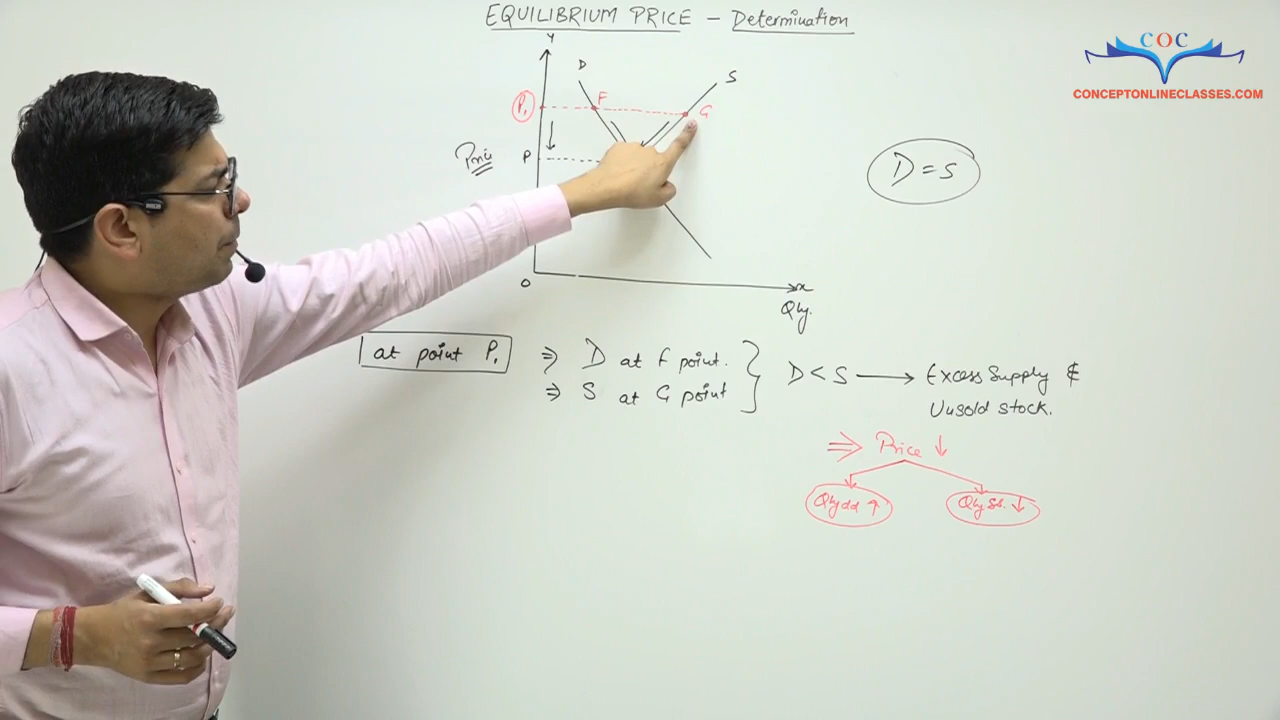 EQUILIBRIUM PRICE - Determination
COC
CONCEPTONLINECLASSES.COM
Y
D
S
P₁
F
G
Price
P
D = S
O
x
Qty.
at point P₁
⇒ D at F point.
⇒ S at G point
D < S → Excess Supply &
Unsold stock.
⇒ Price ↓
Qty dd ↑
Qty ss. ↓